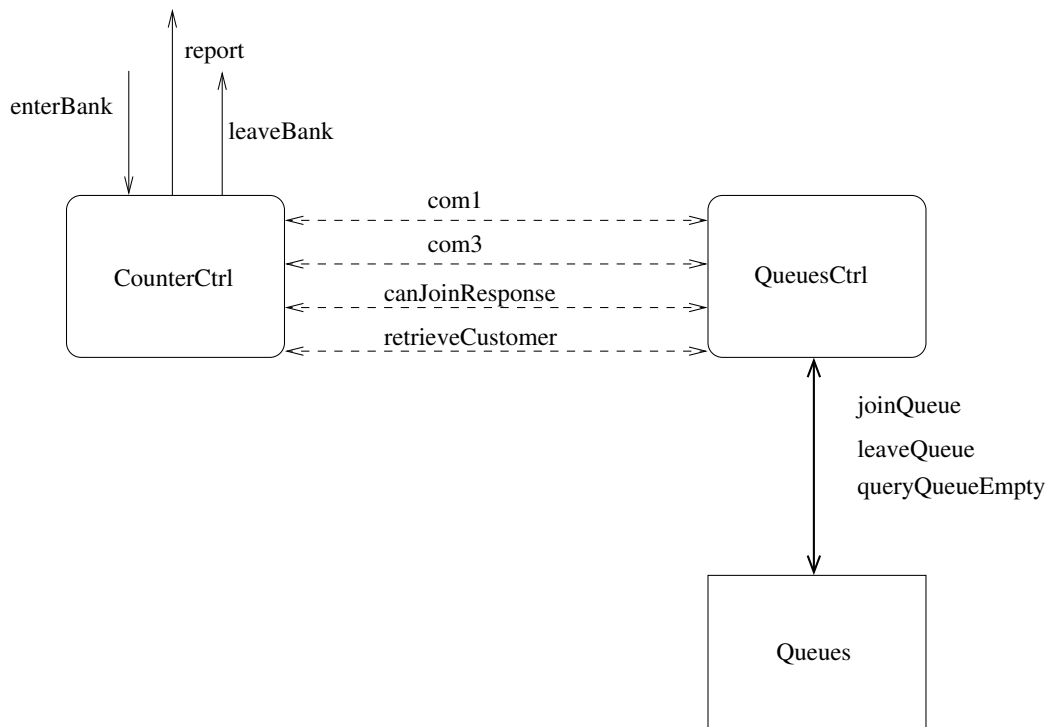 report
enterBank
leaveBank
com1
com3
CounterCtrl
QueuesCtrl
canJoinResponse
retrieveCustomer
joinQueue
leaveQueue
queryQueueEmpty
Queues